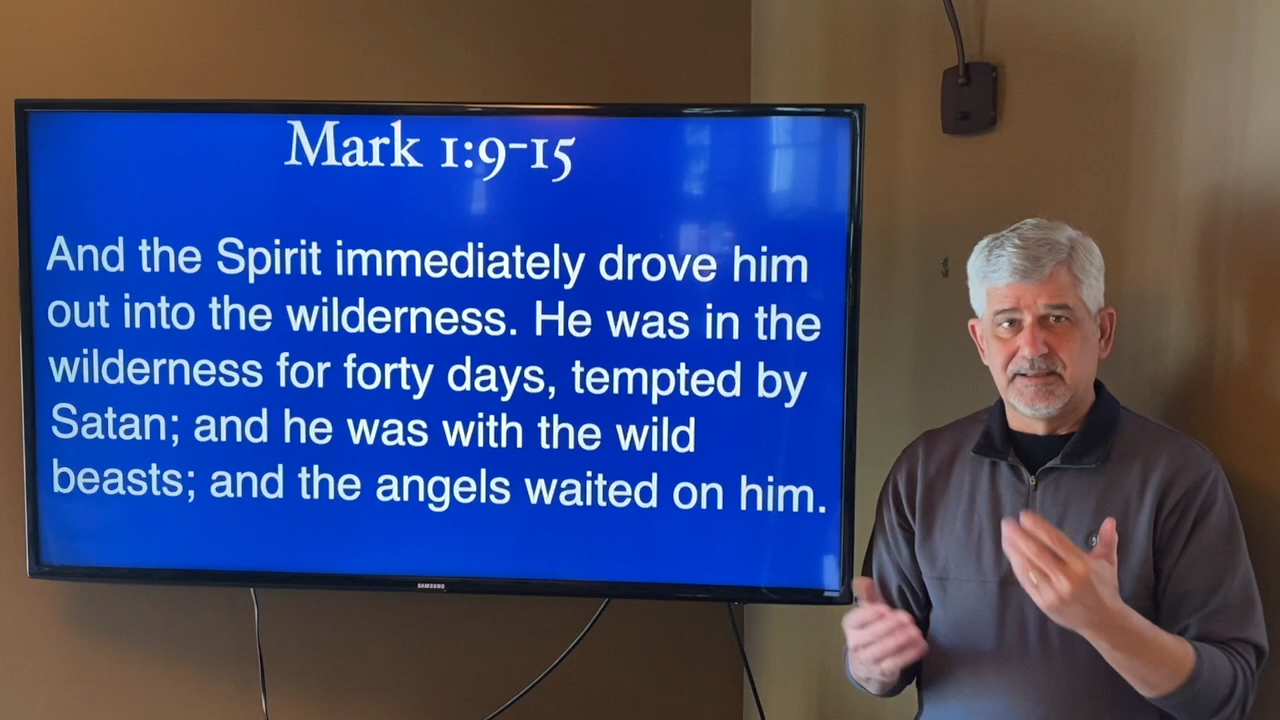 Mark 1:9-15
And the Spirit immediately drove him
out into the wilderness. He was in the
wilderness for forty days, tempted by
Satan; and he was with the wild
beasts; and the angels waited on him.
SAMSUNG